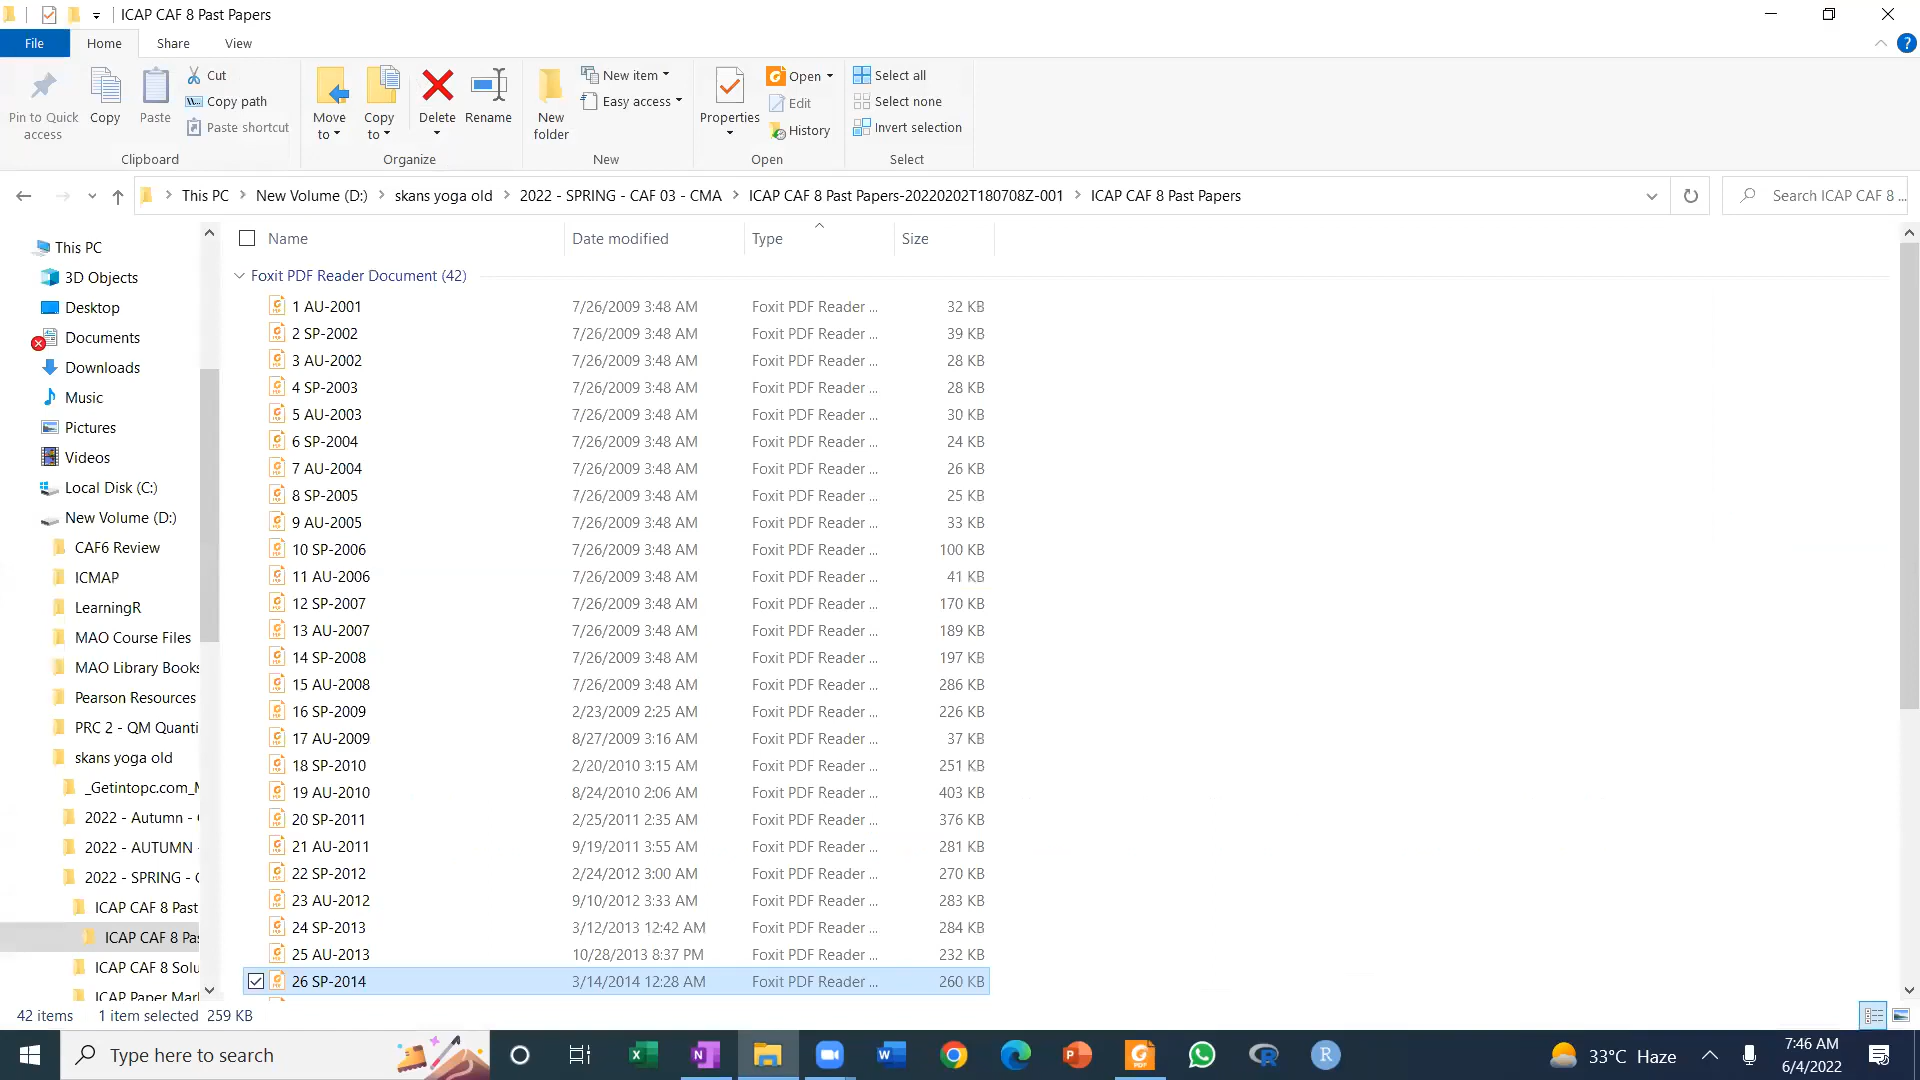 ICAP CAF 8 Past Papers
File Home Share View
Pin to Quick access
Copy
Paste
Cut
Copy path
Paste shortcut
Clipboard
Move to
Copy to
Delete
Rename
Organize
New folder
New item
Easy access
New
Properties
Open
Edit
History
Open
Select all
Select none
Invert selection
Select
This PC New Volume (D:) skans yoga old 2022 - SPRING - CAF 03 - CMA ICAP CAF 8 Past Papers-20220202T180708Z-001 ICAP CAF 8 Past Papers
Search ICAP CAF 8 ...
This PC
3D Objects
Desktop
Documents
Downloads
Music
Pictures
Videos
Local Disk (C:)
New Volume (D:)
CAF6 Review
ICMAP
LearningR
MAO Course Files
MAO Library Books
Pearson Resources
PRC 2 - QM Quanti
skans yoga old
_Getintopc.com_M
2022 - Autumn - 
2022 - AUTUMN -
2022 - SPRING - C
ICAP CAF 8 Past
ICAP CAF 8 Pas
ICAP CAF 8 Solu
ICAP Paper Mar
Name Date modified Type Size
Foxit PDF Reader Document (42)
1 AU-2001 7/26/2009 3:48 AM Foxit PDF Reader ... 32 KB
2 SP-2002 7/26/2009 3:48 AM Foxit PDF Reader ... 39 KB
3 AU-2002 7/26/2009 3:48 AM Foxit PDF Reader ... 28 KB
4 SP-2003 7/26/2009 3:48 AM Foxit PDF Reader ... 28 KB
5 AU-2003 7/26/2009 3:48 AM Foxit PDF Reader ... 30 KB
6 SP-2004 7/26/2009 3:48 AM Foxit PDF Reader ... 24 KB
7 AU-2004 7/26/2009 3:48 AM Foxit PDF Reader ... 26 KB
8 SP-2005 7/26/2009 3:48 AM Foxit PDF Reader ... 25 KB
9 AU-2005 7/26/2009 3:48 AM Foxit PDF Reader ... 33 KB
10 SP-2006 7/26/2009 3:48 AM Foxit PDF Reader ... 100 KB
11 AU-2006 7/26/2009 3:48 AM Foxit PDF Reader ... 41 KB
12 SP-2007 7/26/2009 3:48 AM Foxit PDF Reader ... 170 KB
13 AU-2007 7/26/2009 3:48 AM Foxit PDF Reader ... 189 KB
14 SP-2008 7/26/2009 3:48 AM Foxit PDF Reader ... 197 KB
15 AU-2008 7/26/2009 3:48 AM Foxit PDF Reader ... 286 KB
16 SP-2009 2/23/2009 2:25 AM Foxit PDF Reader ... 226 KB
17 AU-2009 8/27/2009 3:16 AM Foxit PDF Reader ... 37 KB
18 SP-2010 2/20/2010 3:15 AM Foxit PDF Reader ... 251 KB
19 AU-2010 8/24/2010 2:06 AM Foxit PDF Reader ... 403 KB
20 SP-2011 2/25/2011 2:35 AM Foxit PDF Reader ... 376 KB
21 AU-2011 9/19/2011 3:55 AM Foxit PDF Reader ... 281 KB
22 SP-2012 2/24/2012 3:00 AM Foxit PDF Reader ... 270 KB
23 AU-2012 9/10/2012 3:33 AM Foxit PDF Reader ... 283 KB
24 SP-2013 3/12/2013 12:42 AM Foxit PDF Reader ... 284 KB
25 AU-2013 10/28/2013 8:37 PM Foxit PDF Reader ... 232 KB
26 SP-2014 3/14/2014 12:28 AM Foxit PDF Reader ... 260 KB
42 items 1 item selected 259 KB
Type here to search
33°C Haze
7:46 AM
6/4/2022